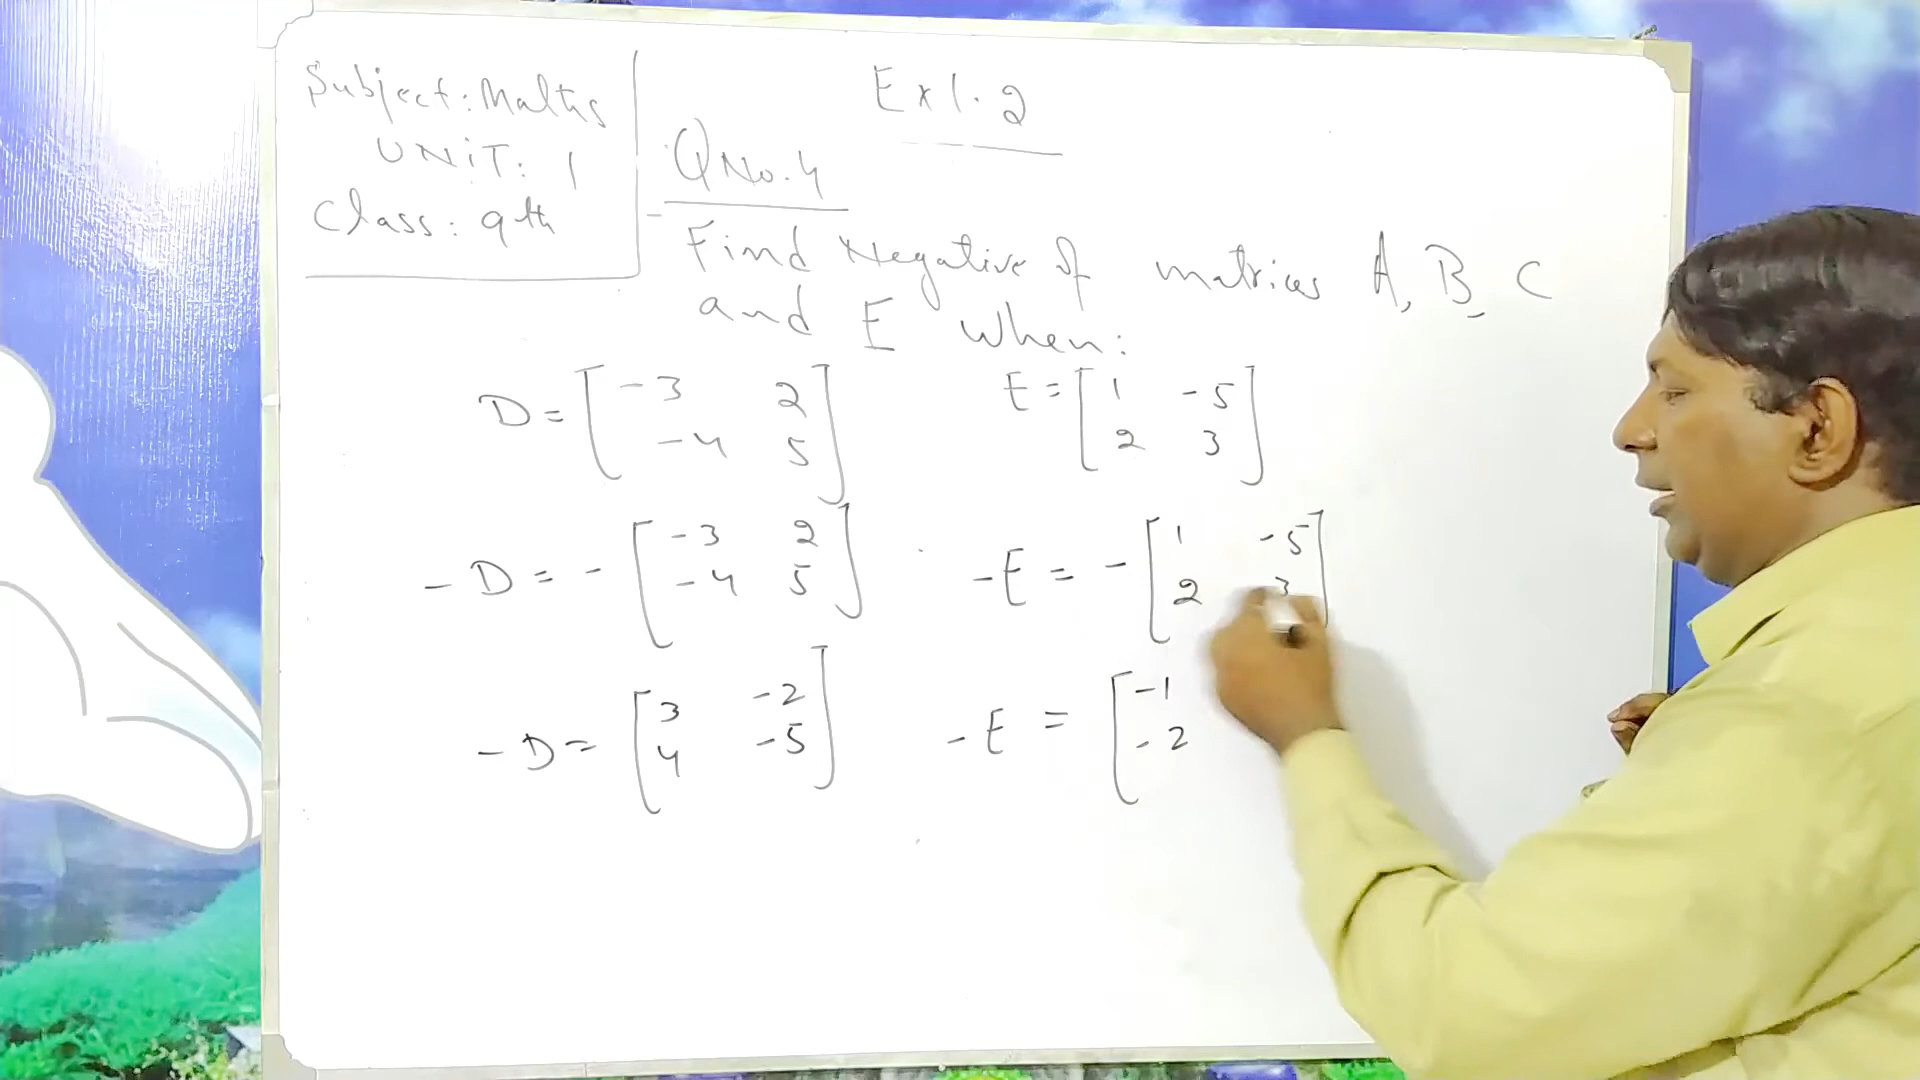 Subject: Maths
UNIT: 1
Class: 9th
Ex 1.2
Q No. 4
Find Negative of matrices A, B, C
and E when:
D = [ -3 2
-4 5 ]
E = [ 1 -5
2 3 ]
-D = - [ -3 2
-4 5 ]
-E = - [ 1 -5
2 3 ]
-D = [ 3 -2
4 -5 ]
-E = [ -1
-2